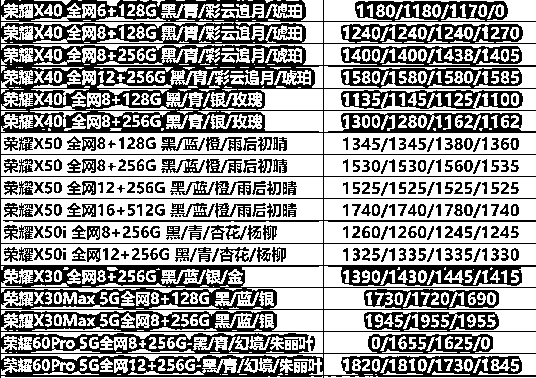 荣耀X40 全网6+128G 黑/青/彩云追月/琥珀 1180/1180/1170/0
荣耀X40 全网8+128G 黑/青/彩云追月/琥珀 1240/1240/1240/1270
荣耀X40 全网8+256G 黑/青/彩云追月/琥珀 1400/1400/1438/1405
荣耀X40 全网12+256G 黑/青/彩云追月/琥珀 1580/1580/1580/1585
荣耀X40i 全网8+128G 黑/青/银/玫瑰 1135/1145/1125/1100
荣耀X40i 全网8+256G 黑/青/银/玫瑰 1300/1280/1162/1162
荣耀X50 全网8+128G 黑/蓝/橙/雨后初晴 1345/1345/1380/1360
荣耀X50 全网8+256G 黑/蓝/橙/雨后初晴 1530/1530/1560/1535
荣耀X50 全网12+256G 黑/蓝/橙/雨后初晴 1525/1525/1525/1525
荣耀X50 全网16+512G 黑/蓝/橙/雨后初晴 1740/1740/1780/1740
荣耀X50i 全网8+256G 黑/青/杏花/杨柳 1260/1260/1245/1245
荣耀X50i 全网12+256G 黑/青/杏花/杨柳 1325/1335/1335/1330
荣耀X30 全网8+256G 黑/蓝/银/金 1390/1430/1445/1415
荣耀X30Max 5G全网8+128G 黑/蓝/银 1730/1720/1690
荣耀X30Max 5G全网8+256G 黑/蓝/银 1945/1955/1955
荣耀60Pro 5G全网8+256G 黑/青/幻境/朱丽叶 0/1655/1625/0
荣耀60Pro 5G全网12+256G 黑/青/幻境/朱丽叶 1820/1810/1730/1845